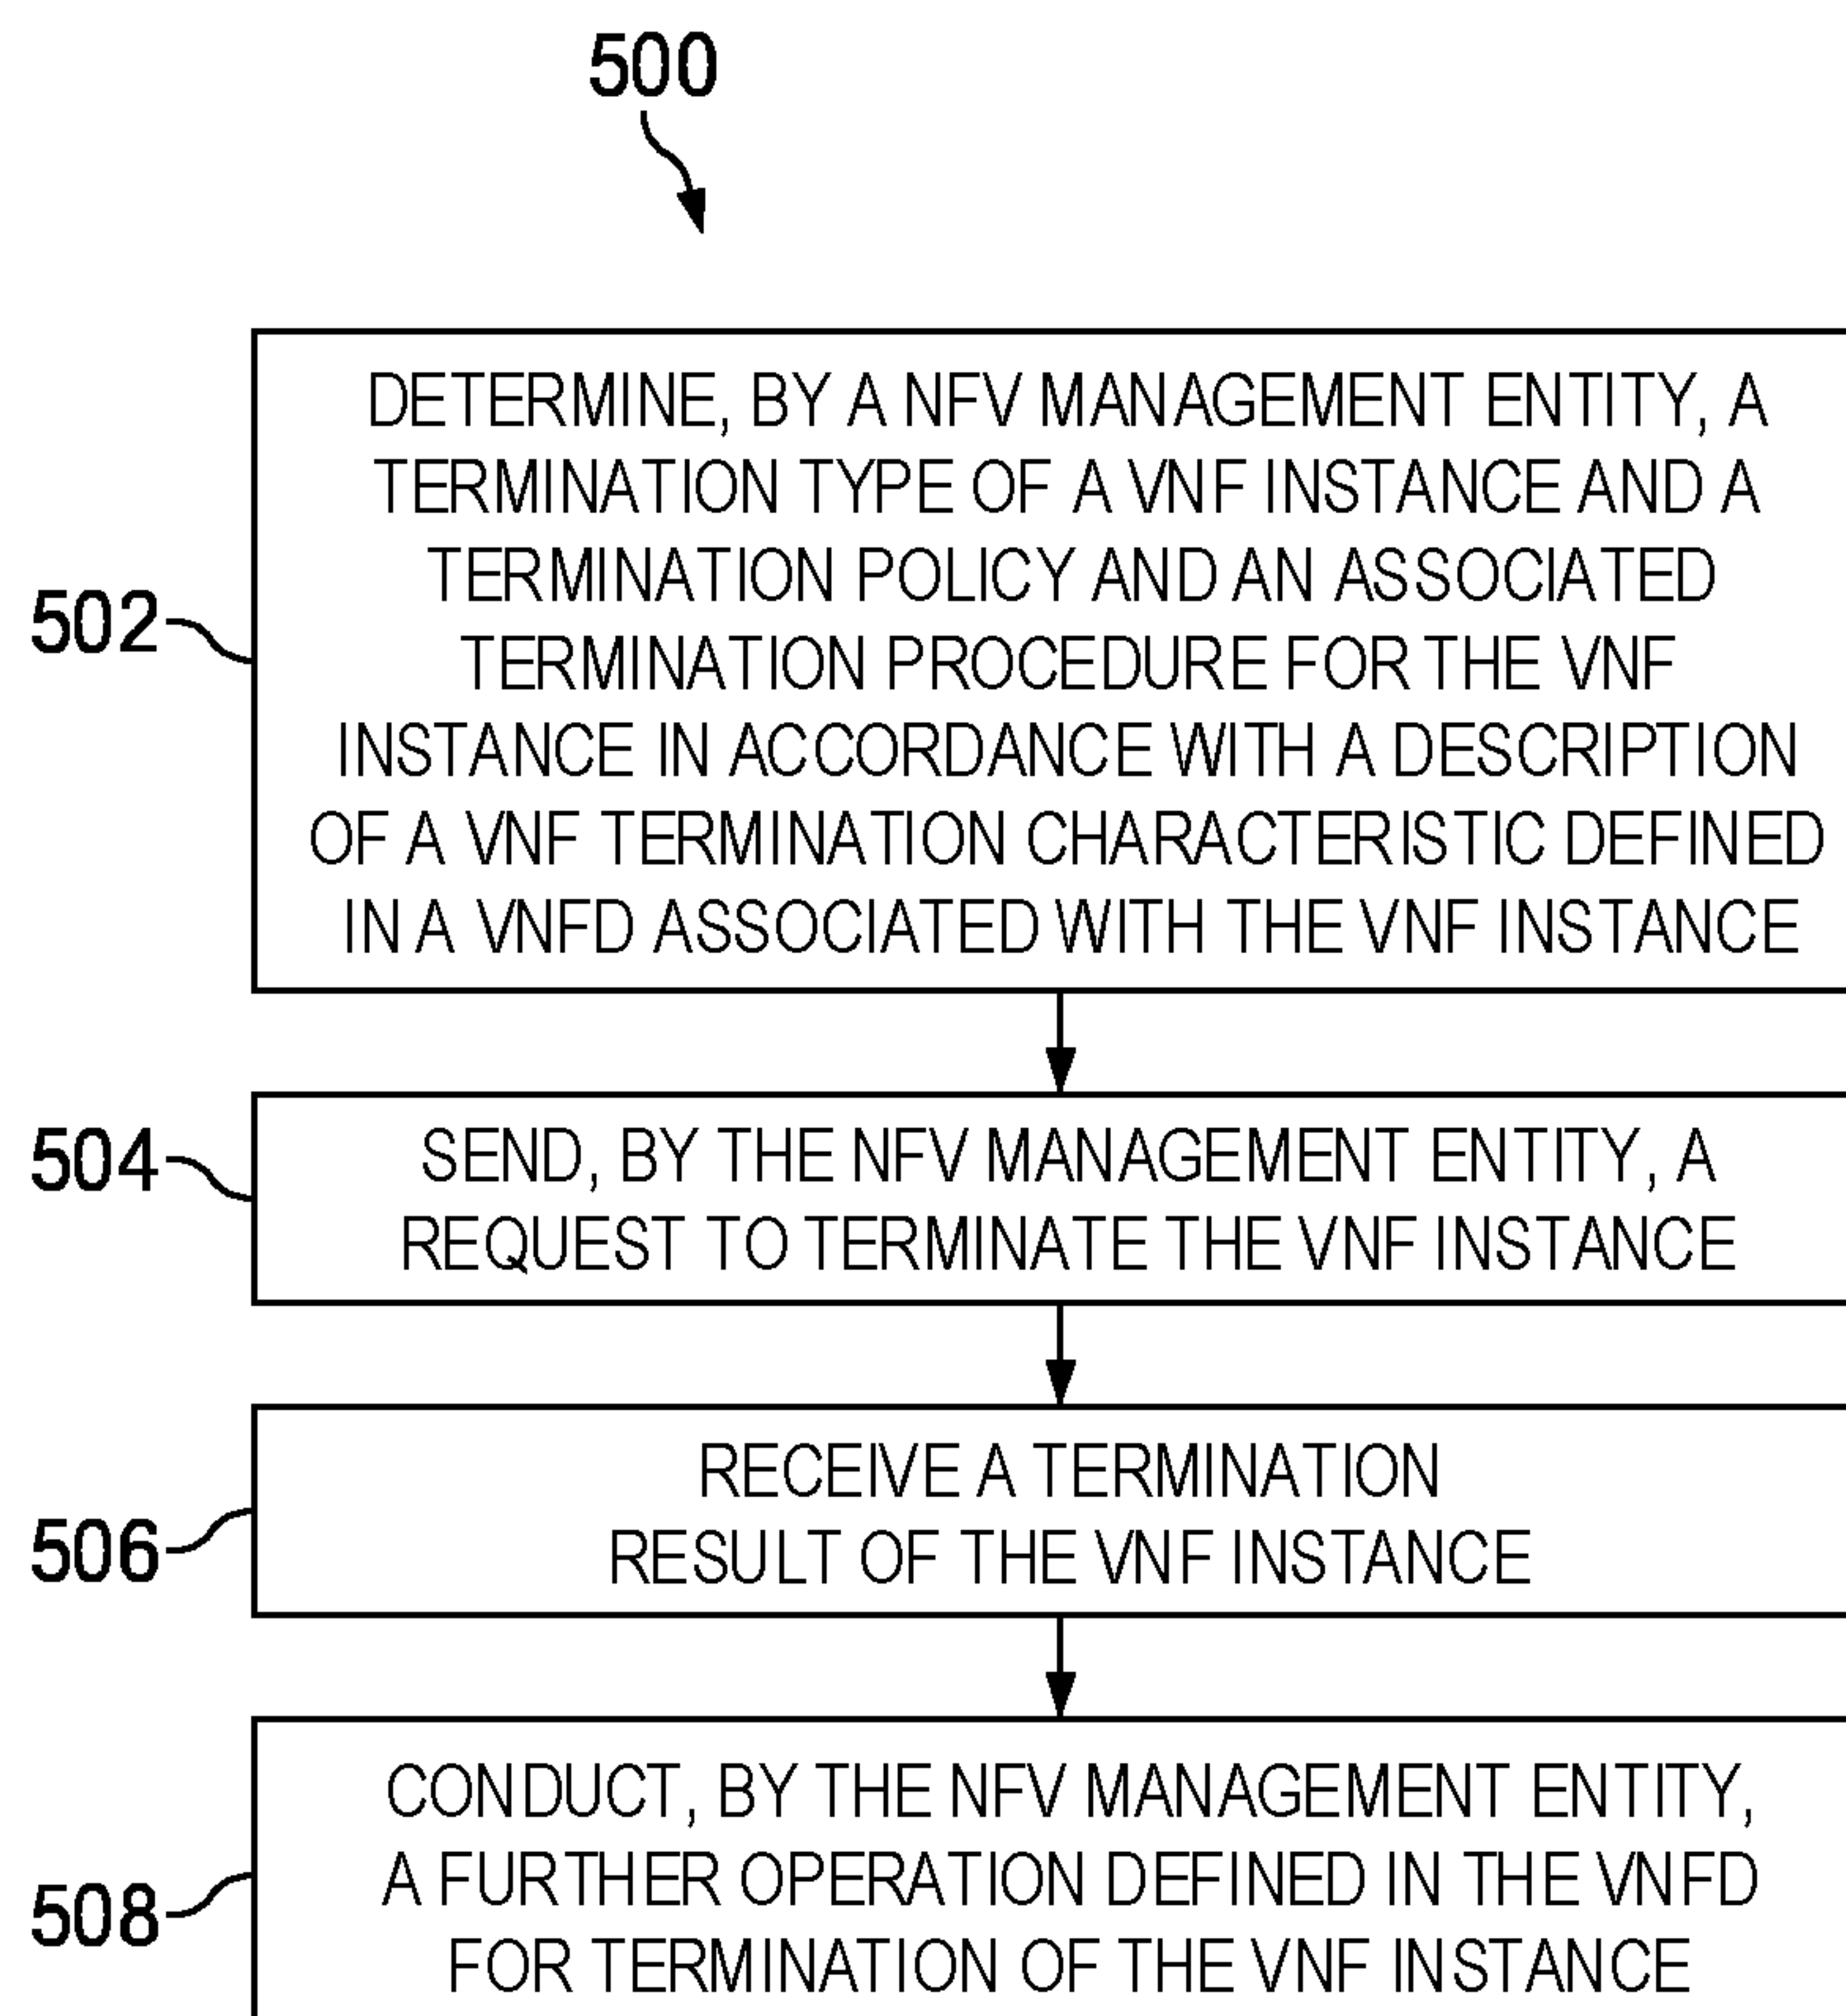 500
DETERMINE, BY A NFV MANAGEMENT ENTITY, A
TERMINATION TYPE OF A VNF INSTANCE AND A
TERMINATION POLICY AND AN ASSOCIATED
TERMINATION PROCEDURE FOR THE VNF
INSTANCE IN ACCORDANCE WITH A DESCRIPTION
OF A VNF TERMINATION CHARACTERISTIC DEFINED
IN A VNFD ASSOCIATED WITH THE VNF INSTANCE
502
SEND, BY THE NFV MANAGEMENT ENTITY, A
REQUEST TO TERMINATE THE VNF INSTANCE
504
RECEIVE A TERMINATION
RESULT OF THE VNF INSTANCE
506
CONDUCT, BY THE NFV MANAGEMENT ENTITY,
A FURTHER OPERATION DEFINED IN THE VNFD
FOR TERMINATION OF THE VNF INSTANCE
508